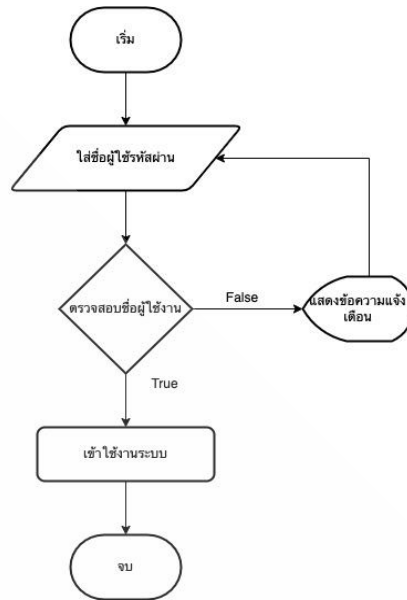 เริ่ม
ใส่ชื่อผู้ใช้รหัสผ่าน
ตรวจสอบชื่อผู้ใช้งาน
False
แสดงข้อความแจ้ง
เตือน
True
เข้าใช้งานระบบ
จบ